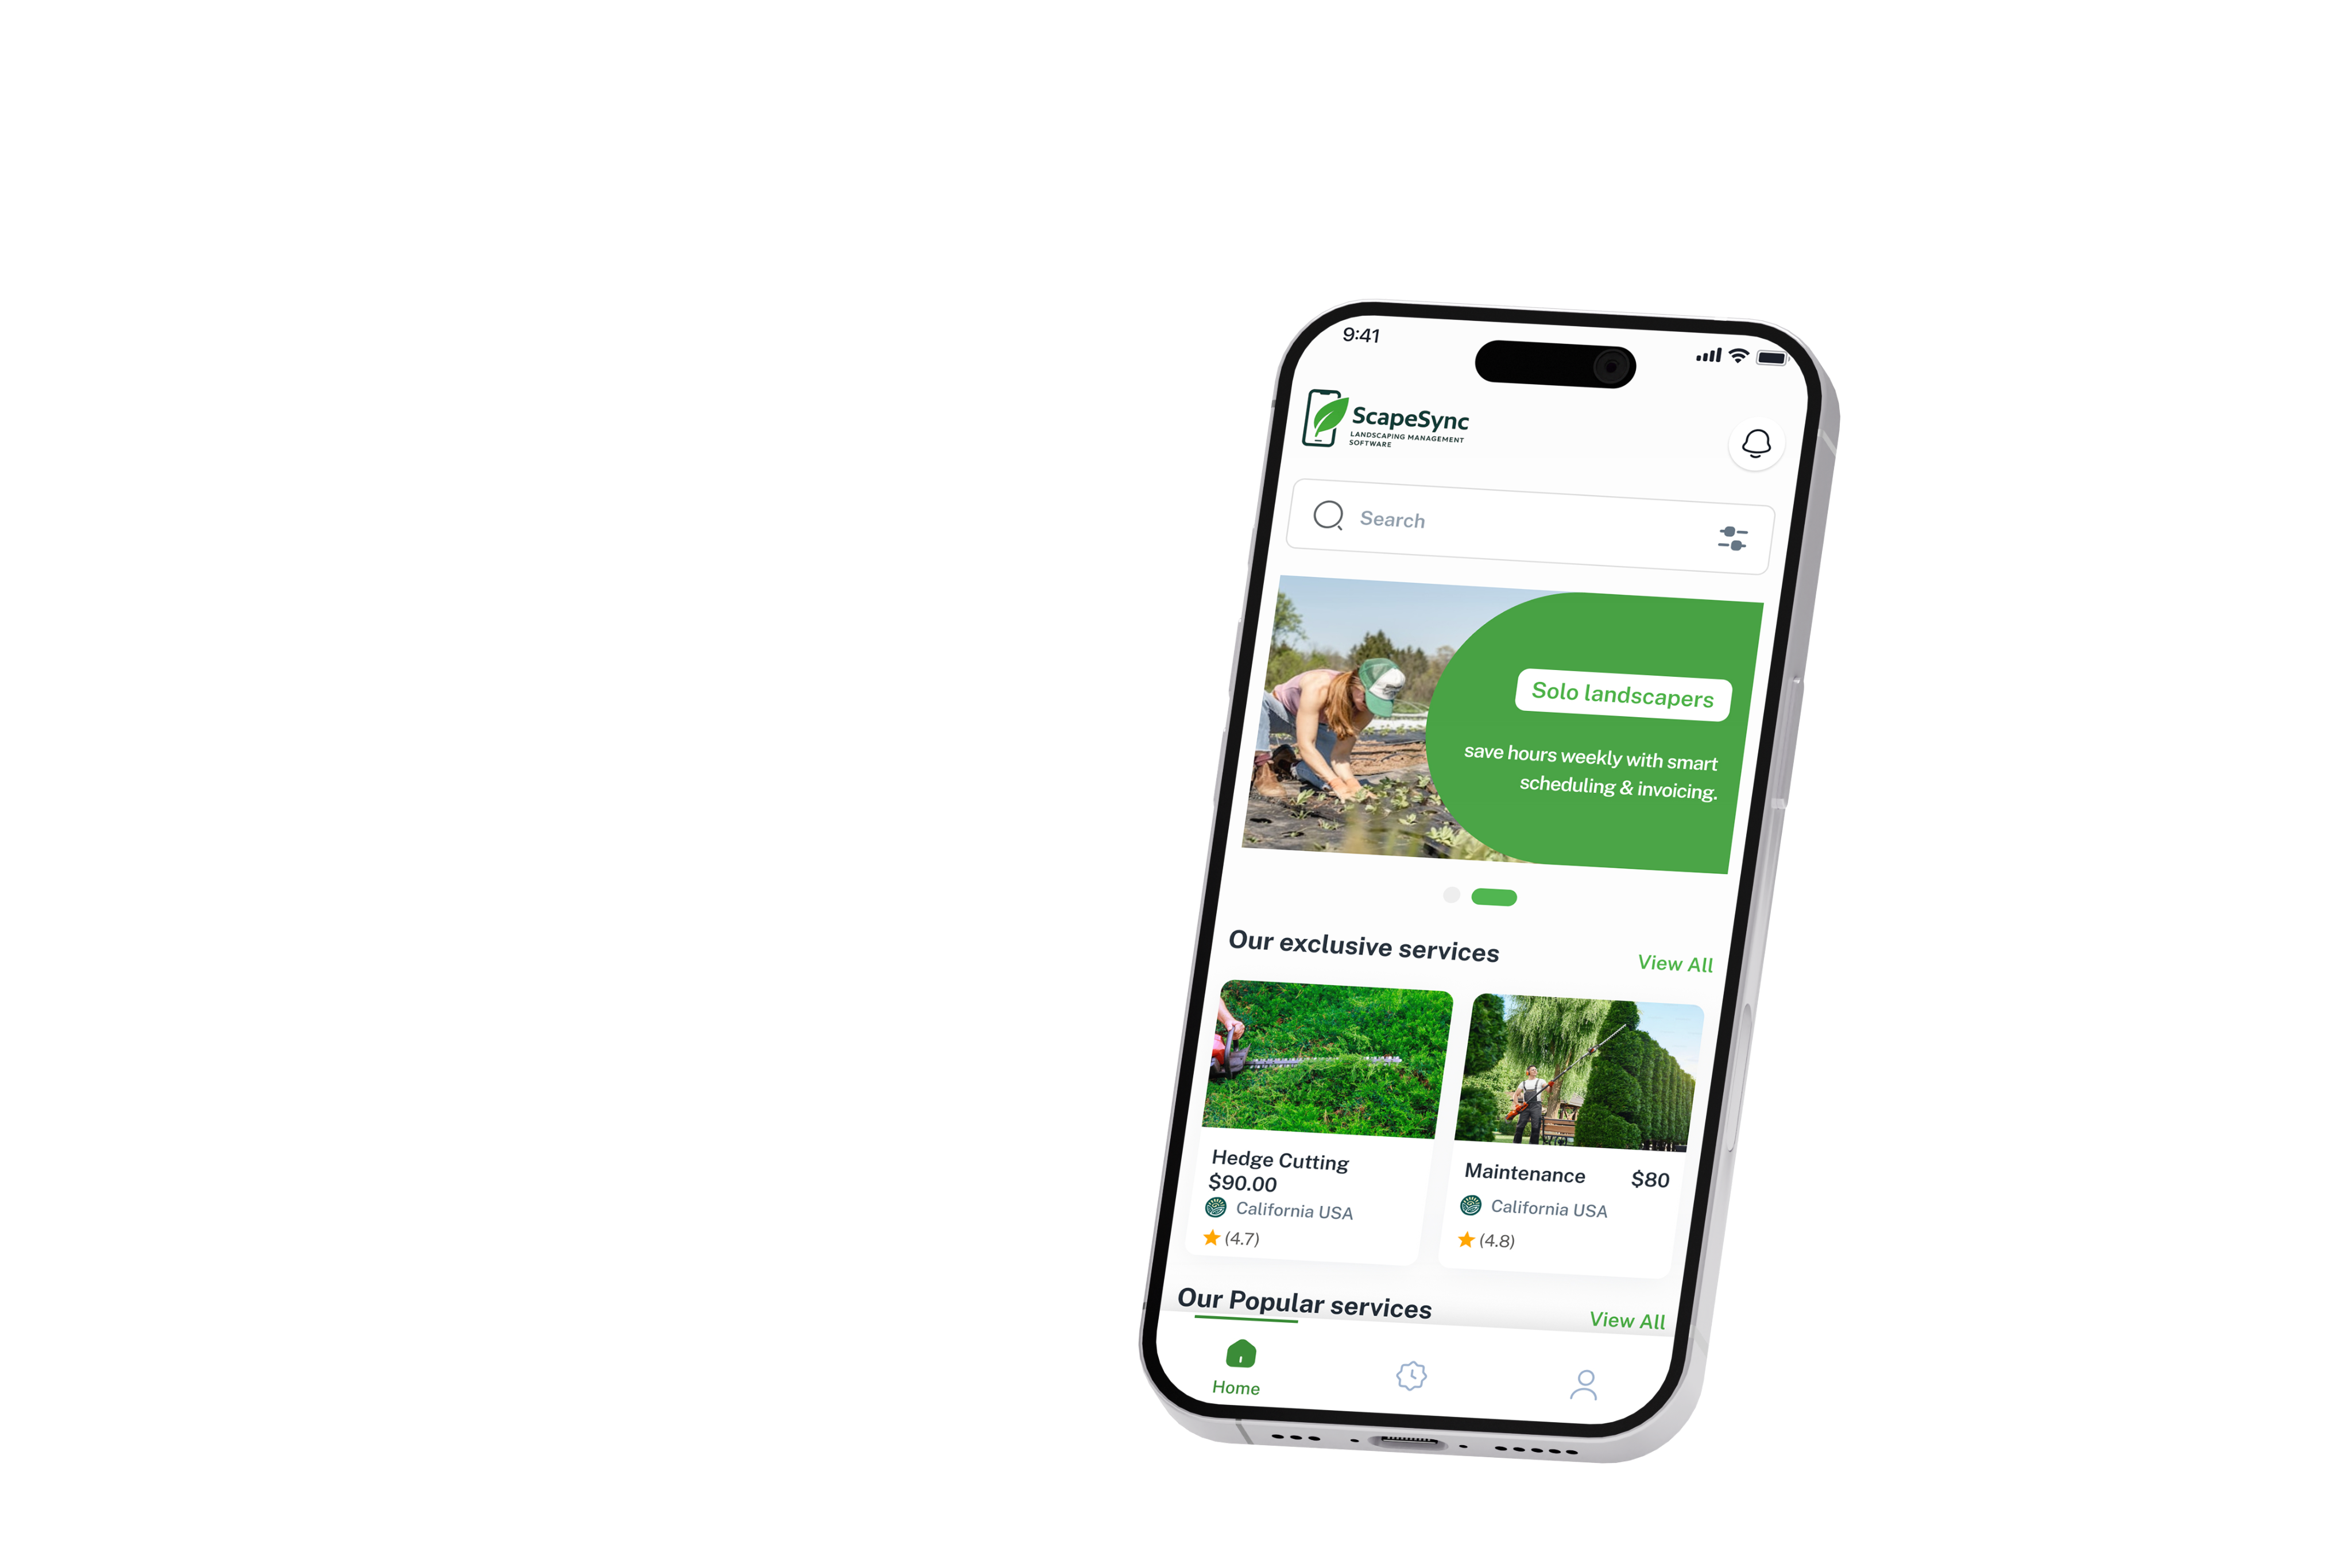 9:41
ScapeSync
LANDSCAPING MANAGEMENT
SOFTWARE
Search
Solo landscapers
save hours weekly with smart
scheduling & invoicing.
Our exclusive services
View All
Hedge Cutting
$90.00
California USA
(4.7)
Maintenance $80
California USA
(4.8)
Our Popular services
View All
Home